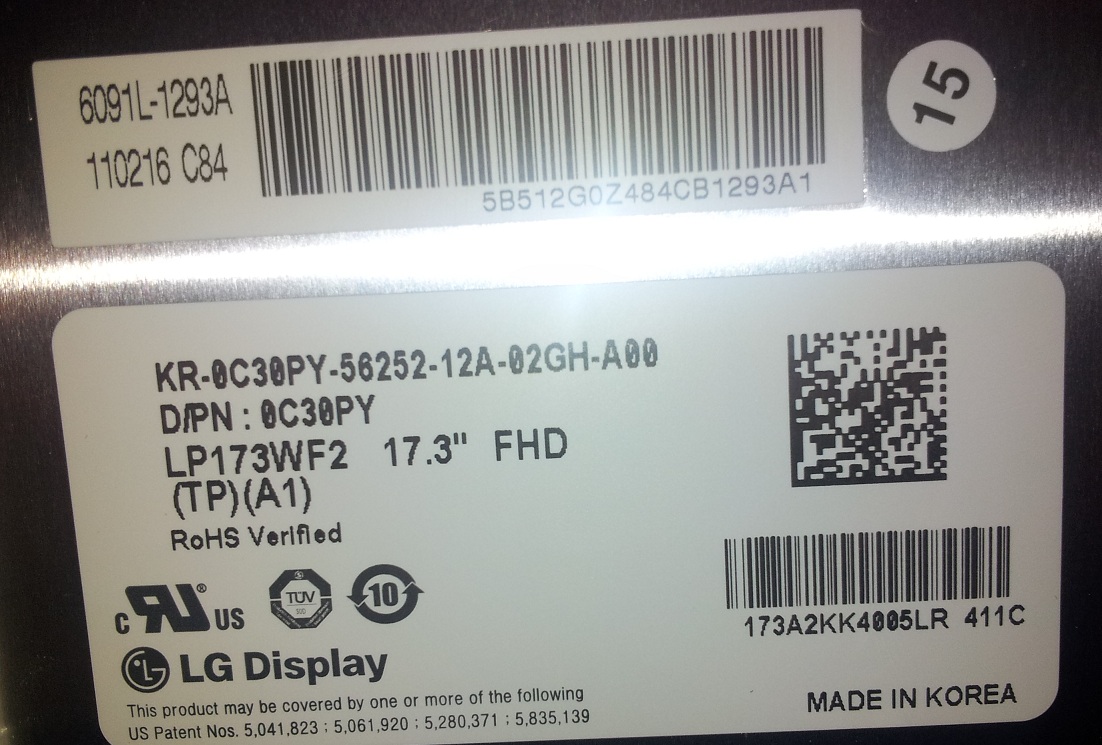 6091L-1293A
110216 C84
5B512G0Z484CB1293A1
15
KR-0C30PY-56252-12A-02GH-A00
D/PN : 0C30PY
LP173WF2 17.3" FHD
(TP)(A1)
RoHS Verified
c RU® US
TÜV
SÜD
10
173A2KK4005LR 411C
LG Display
This product may be covered by one or more of the following
US Patent Nos. 5,041,823 ; 5,061,920 ; 5,280,371 ; 5,835,139
MADE IN KOREA